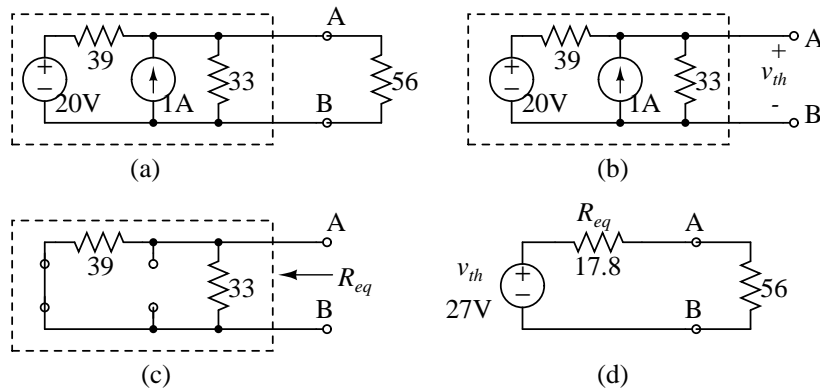 A
39
+
−
20V
1A
33
56
B
(a)
A
39
+
−
20V
1A
33
+
v_th
-
B
(b)
A
39
33
R_eq
B
(c)
R_eq
A
17.8
v_th
+
−
27V
56
B
(d)